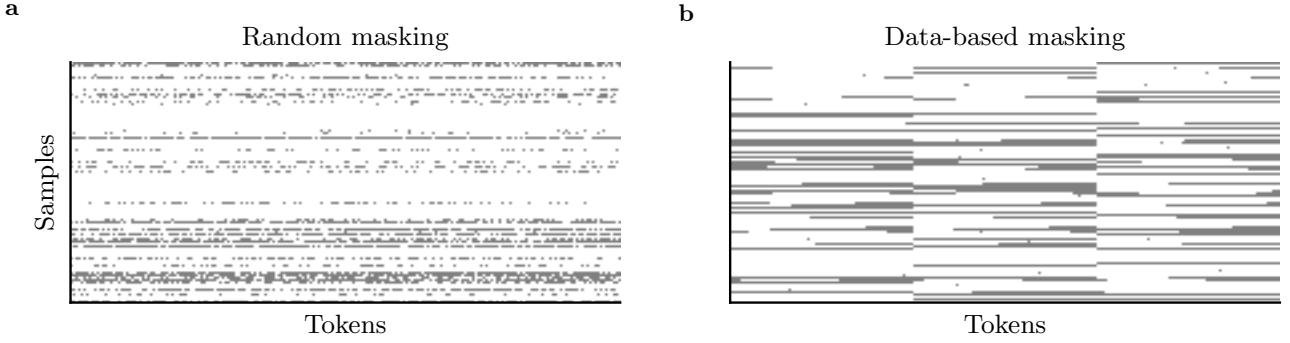 a
Random masking
Samples
Tokens
b
Data-based masking
Tokens